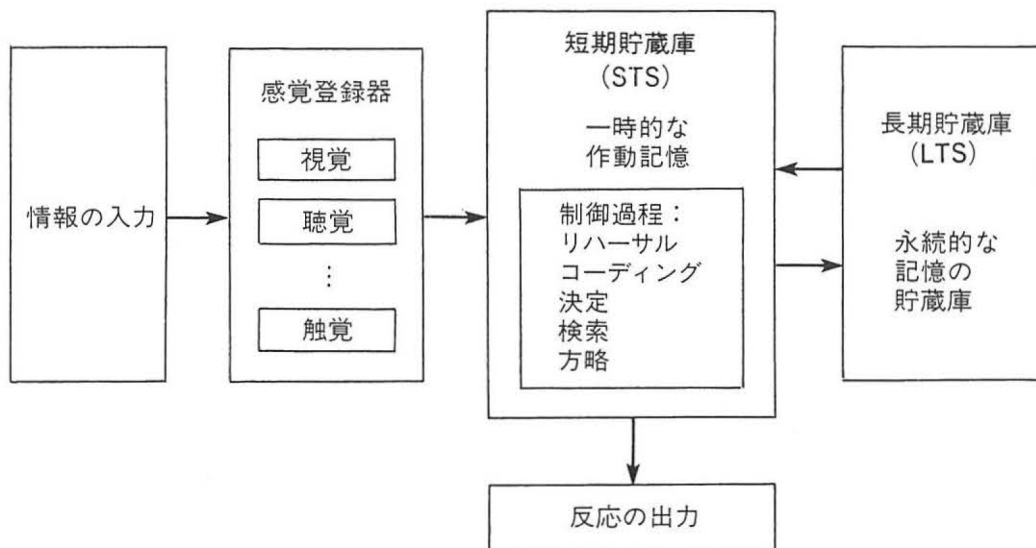 情報の入力
感覚登録器
視覚
聴覚
⋮
触覚
短期貯蔵庫
(STS)
一時的な
作動記憶
制御過程：
リハーサル
コーディング
決定
検索
方略
長期貯蔵庫
(LTS)
永続的な
記憶の
貯蔵庫
反応の出力